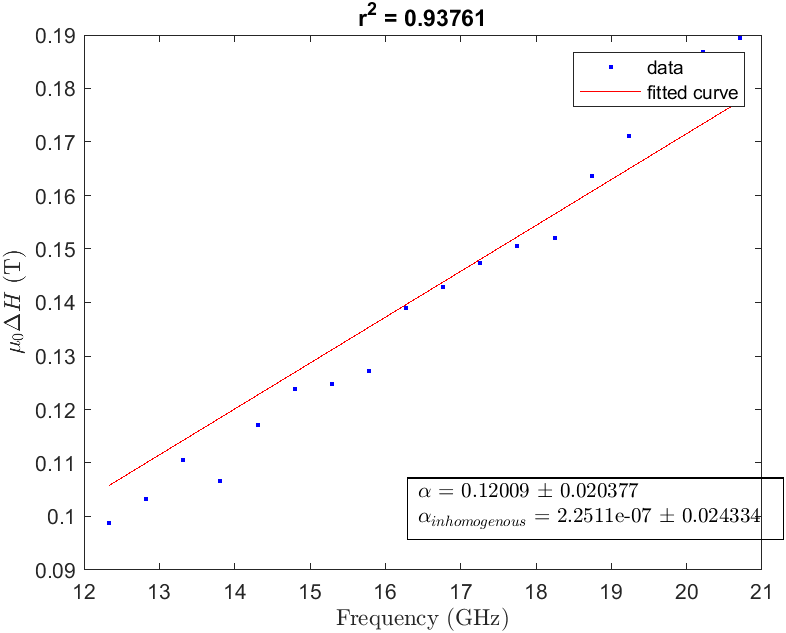 r² = 0.93761
0.19
0.18
0.17
0.16
0.15
0.14
0.13
0.12
0.11
0.1
0.09
μ₀ΔH (T)
data
fitted curve
α = 0.12009 ± 0.020377
α_inhomogenous = 2.2511e-07 ± 0.024334
12 13 14 15 16 17 18 19 20 21
Frequency (GHz)